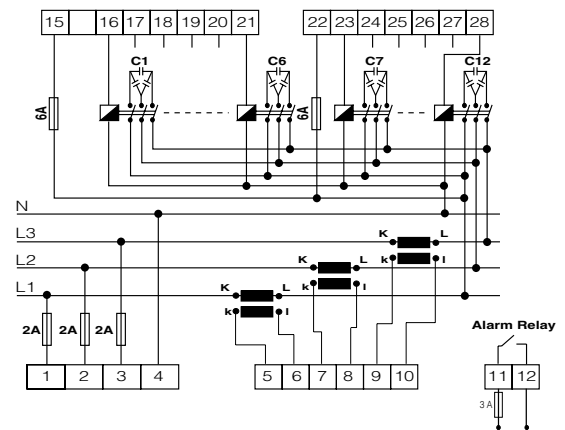 15 16 17 18 19 20 21 22 23 24 25 26 27 28
C1 C6 C7 C12
6A 6A
N
L3
K L
L2
K L k l
L1
K L k l
k l
2A 2A 2A
Alarm Relay
1 2 3 4 5 6 7 8 9 10 11 12
3A